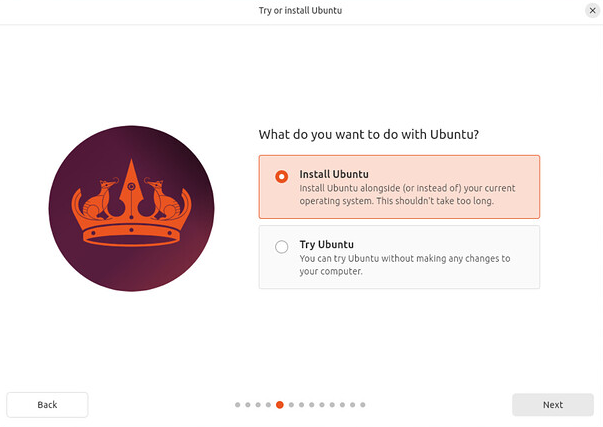 Try or install Ubuntu
What do you want to do with Ubuntu?
Install Ubuntu
Install Ubuntu alongside (or instead of) your current
operating system. This shouldn't take too long.
Try Ubuntu
You can try Ubuntu without making any changes to
your computer.
Back
Next